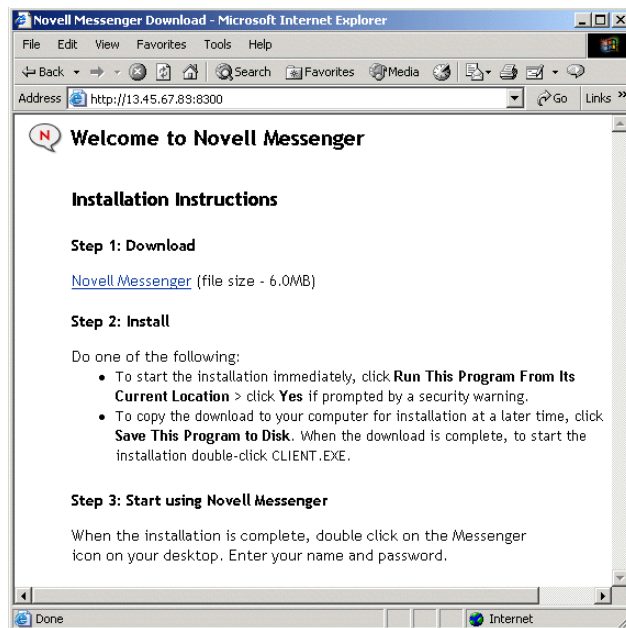 Novell Messenger Download - Microsoft Internet Explorer
File Edit View Favorites Tools Help
Back Search Favorites Media
Address http://13.45.67.89:8300 Go Links »
N Welcome to Novell Messenger
Installation Instructions
Step 1: Download
Novell Messenger (file size - 6.0MB)
Step 2: Install
Do one of the following:
• To start the installation immediately, click Run This Program From Its
Current Location > click Yes if prompted by a security warning.
• To copy the download to your computer for installation at a later time, click
Save This Program to Disk. When the download is complete, to start the
installation double-click CLIENT.EXE.
Step 3: Start using Novell Messenger
When the installation is complete, double click on the Messenger
icon on your desktop. Enter your name and password.
Done Internet